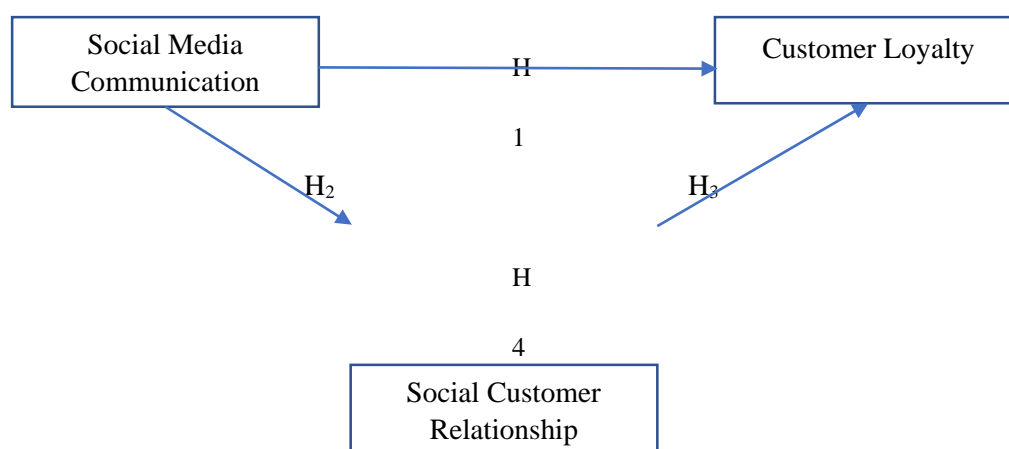 Social Media
Communication
Customer Loyalty
H
1
H₂
H₃
H
4
Social Customer
Relationship